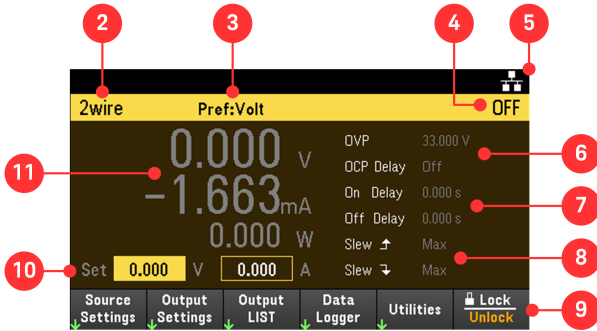 2 3 4 5
2wire Pref:Volt OFF
0.000 V
-1.663mA
0.000 W
OVP 33.000 V
OCP Delay Off
On Delay 0.000 s
Off Delay 0.000 s
Slew Max
Slew Max
6
7
8
11
10
Set 0.000 V 0.000 A
Source Settings
Output Settings
Output LIST
Data Logger
Utilities
Lock Unlock
9